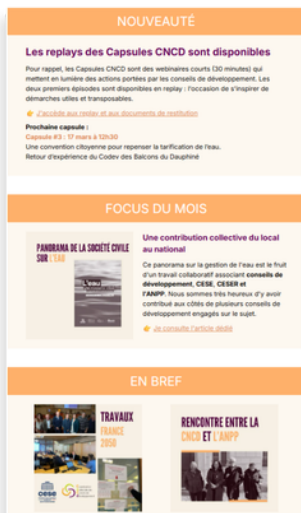 NOUVEAUTÉ
Les replays des Capsules CNCD sont disponibles
Pour rappel, les Capsules CNCD sont des webinaires courts (30 minutes) qui
mettent en lumière des actions portées par les conseils de développement. Les
deux premiers épisodes sont disponibles en replay : l'occasion de s'inspirer de
démarches utiles et transposables.
👉 J'accède aux replay et aux documents de restitution
Prochaine capsule :
Capsule #3 : 17 mars à 12h30
Une convention citoyenne pour repenser la tarification de l'eau.
Retour d'expérience du Codev des Balcons du Dauphiné
FOCUS DU MOIS
PANORAMA DE LA SOCIÉTÉ CIVILE
SUR L'EAU
L'eau
Une contribution collective du local
au national
Ce panorama sur la gestion de l'eau est le fruit
d'un travail collaboratif associant conseils de
développement, CESE, CESER et
l'ANPP. Nous sommes très heureux d'y avoir
contribué aux côtés de plusieurs conseils de
développement engagés sur le sujet.
👉 Je consulte l'article dédié
EN BREF
TRAVAUX
FRANCE
2050
cese
RENCONTRE ENTRE LA
CNCD ET L'ANPP